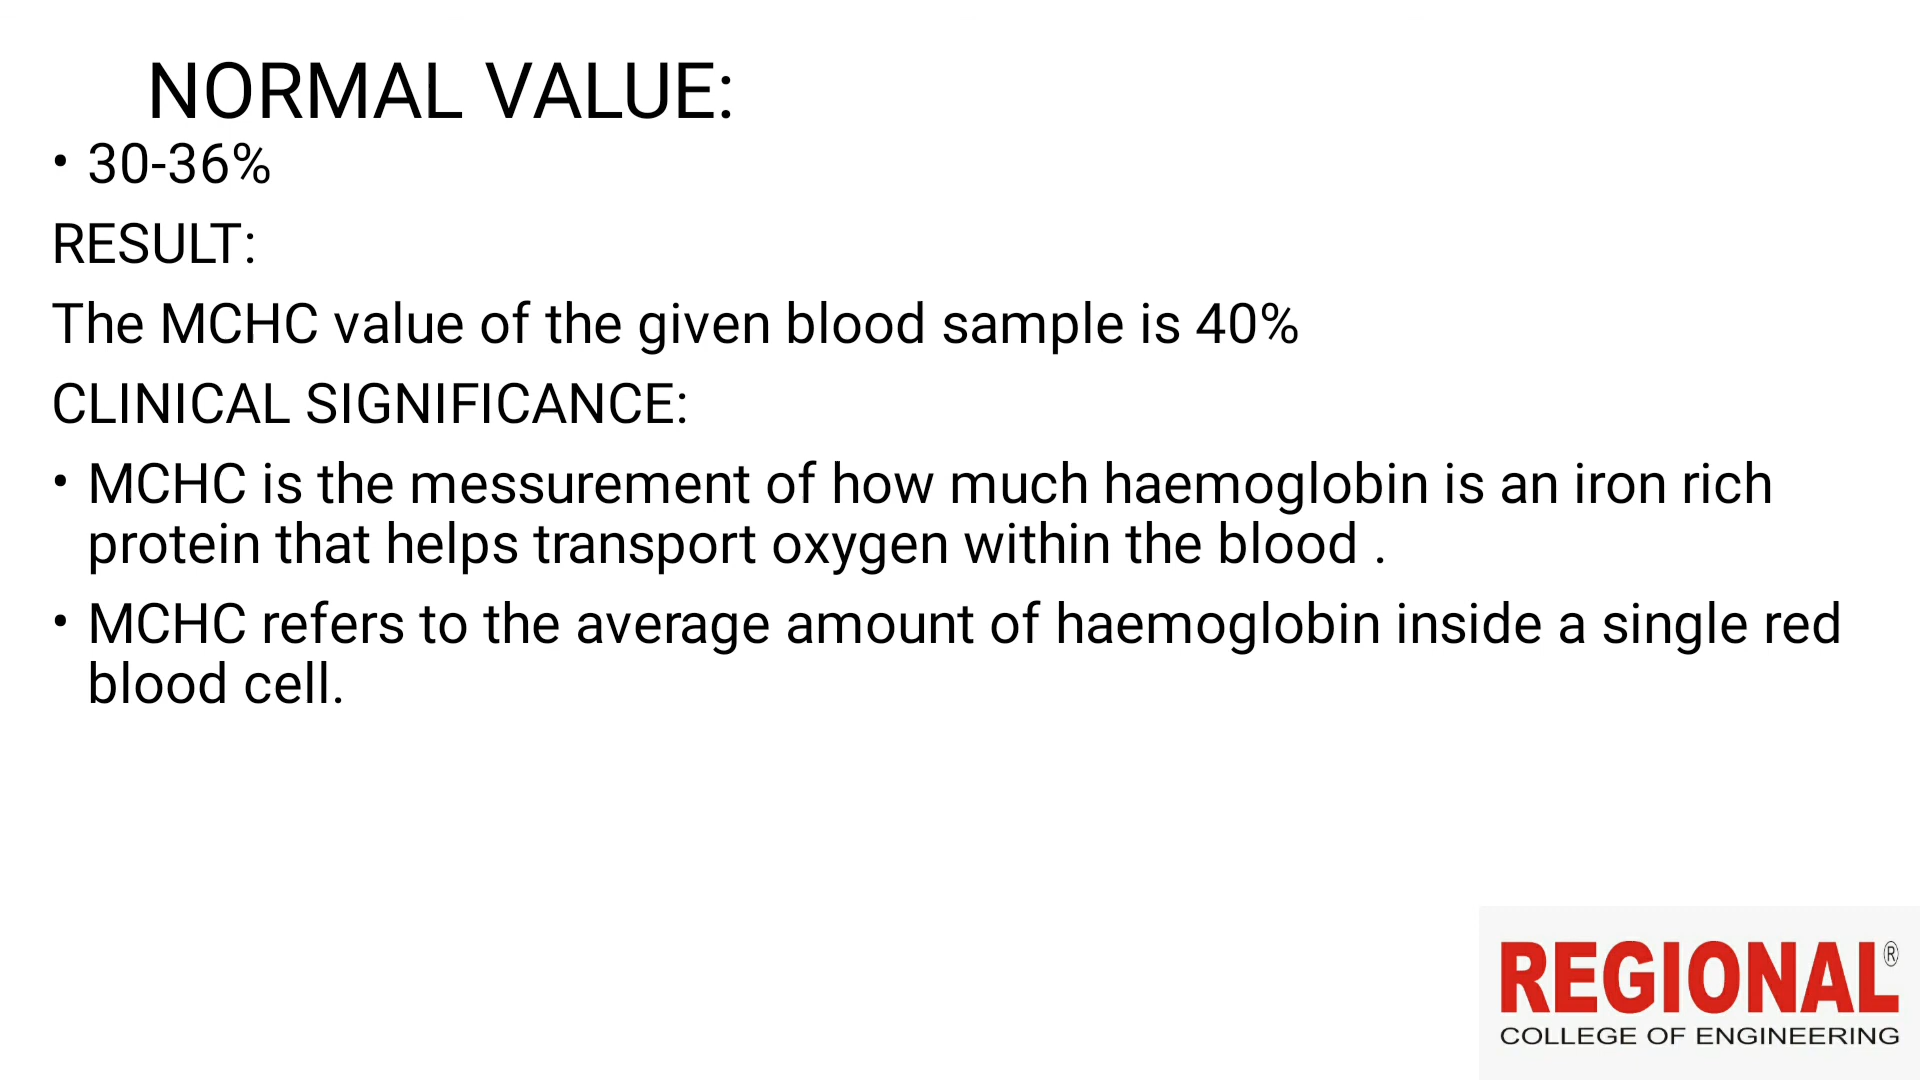 NORMAL VALUE:
• 30-36%
RESULT:
The MCHC value of the given blood sample is 40%
CLINICAL SIGNIFICANCE:
• MCHC is the messurement of how much haemoglobin is an iron rich
protein that helps transport oxygen within the blood .
• MCHC refers to the average amount of haemoglobin inside a single red
blood cell.
REGIONAL®
COLLEGE OF ENGINEERING